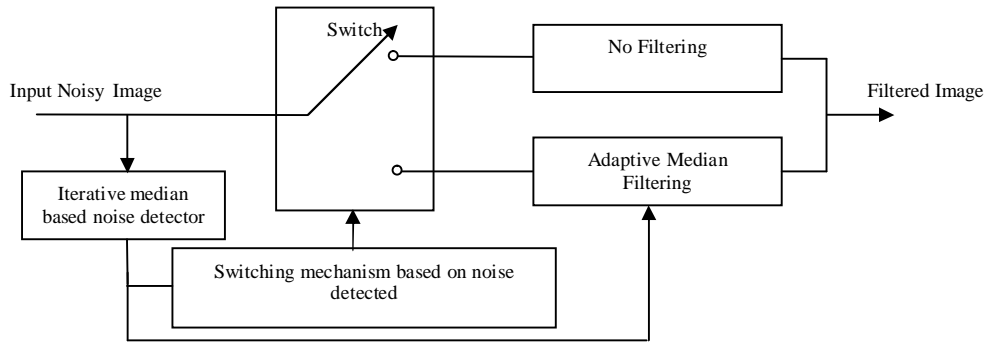 Switch
No Filtering
Input Noisy Image
Filtered Image
Adaptive Median
Filtering
Iterative median
based noise detector
Switching mechanism based on noise
detected